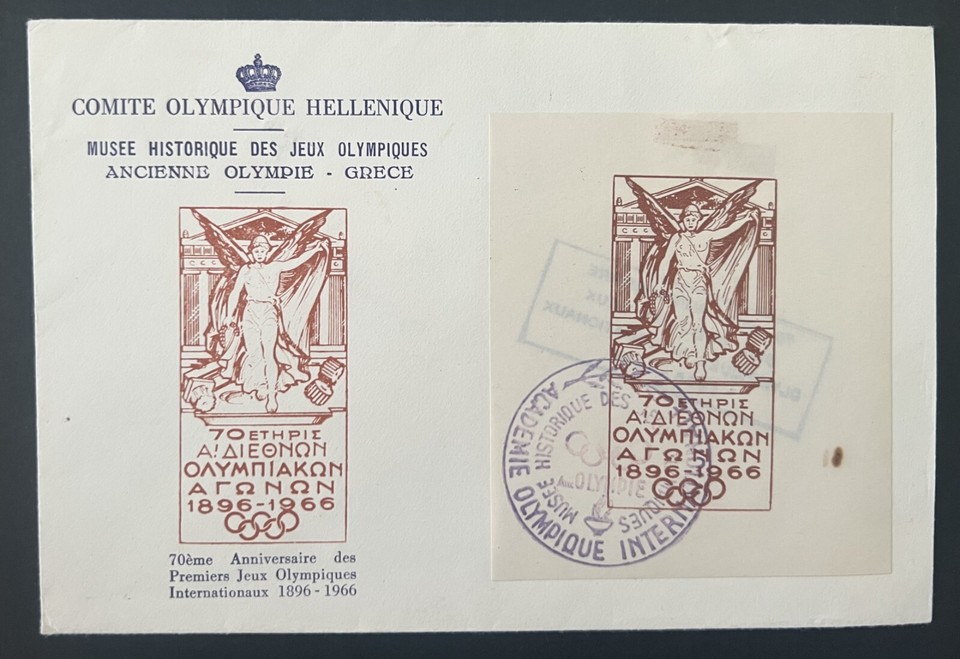 COMITE OLYMPIQUE HELLENIQUE
MUSEE HISTORIQUE DES JEUX OLYMPIQUES
ANCIENNE OLYMPIE - GRECE
70 ΕΤΗΡΙΣ
Α! ΔΙΕΘΝΩΝ
ΟΛΥΜΠΙΑΚΩΝ
ΑΓΩΝΩΝ
1896-1966
70ème Anniversaire des
Premiers Jeux Olympiques
Internationaux 1896-1966
70 ΕΤΗΡΙΣ
Α! ΔΙΕΘΝΩΝ
ΟΛΥΜΠΙΑΚΩΝ
ΑΓΩΝΩΝ
1896-1966
ACADEMIE OLYMPIQUE
MUSEE HISTORIQUE DES
OLYMPIE